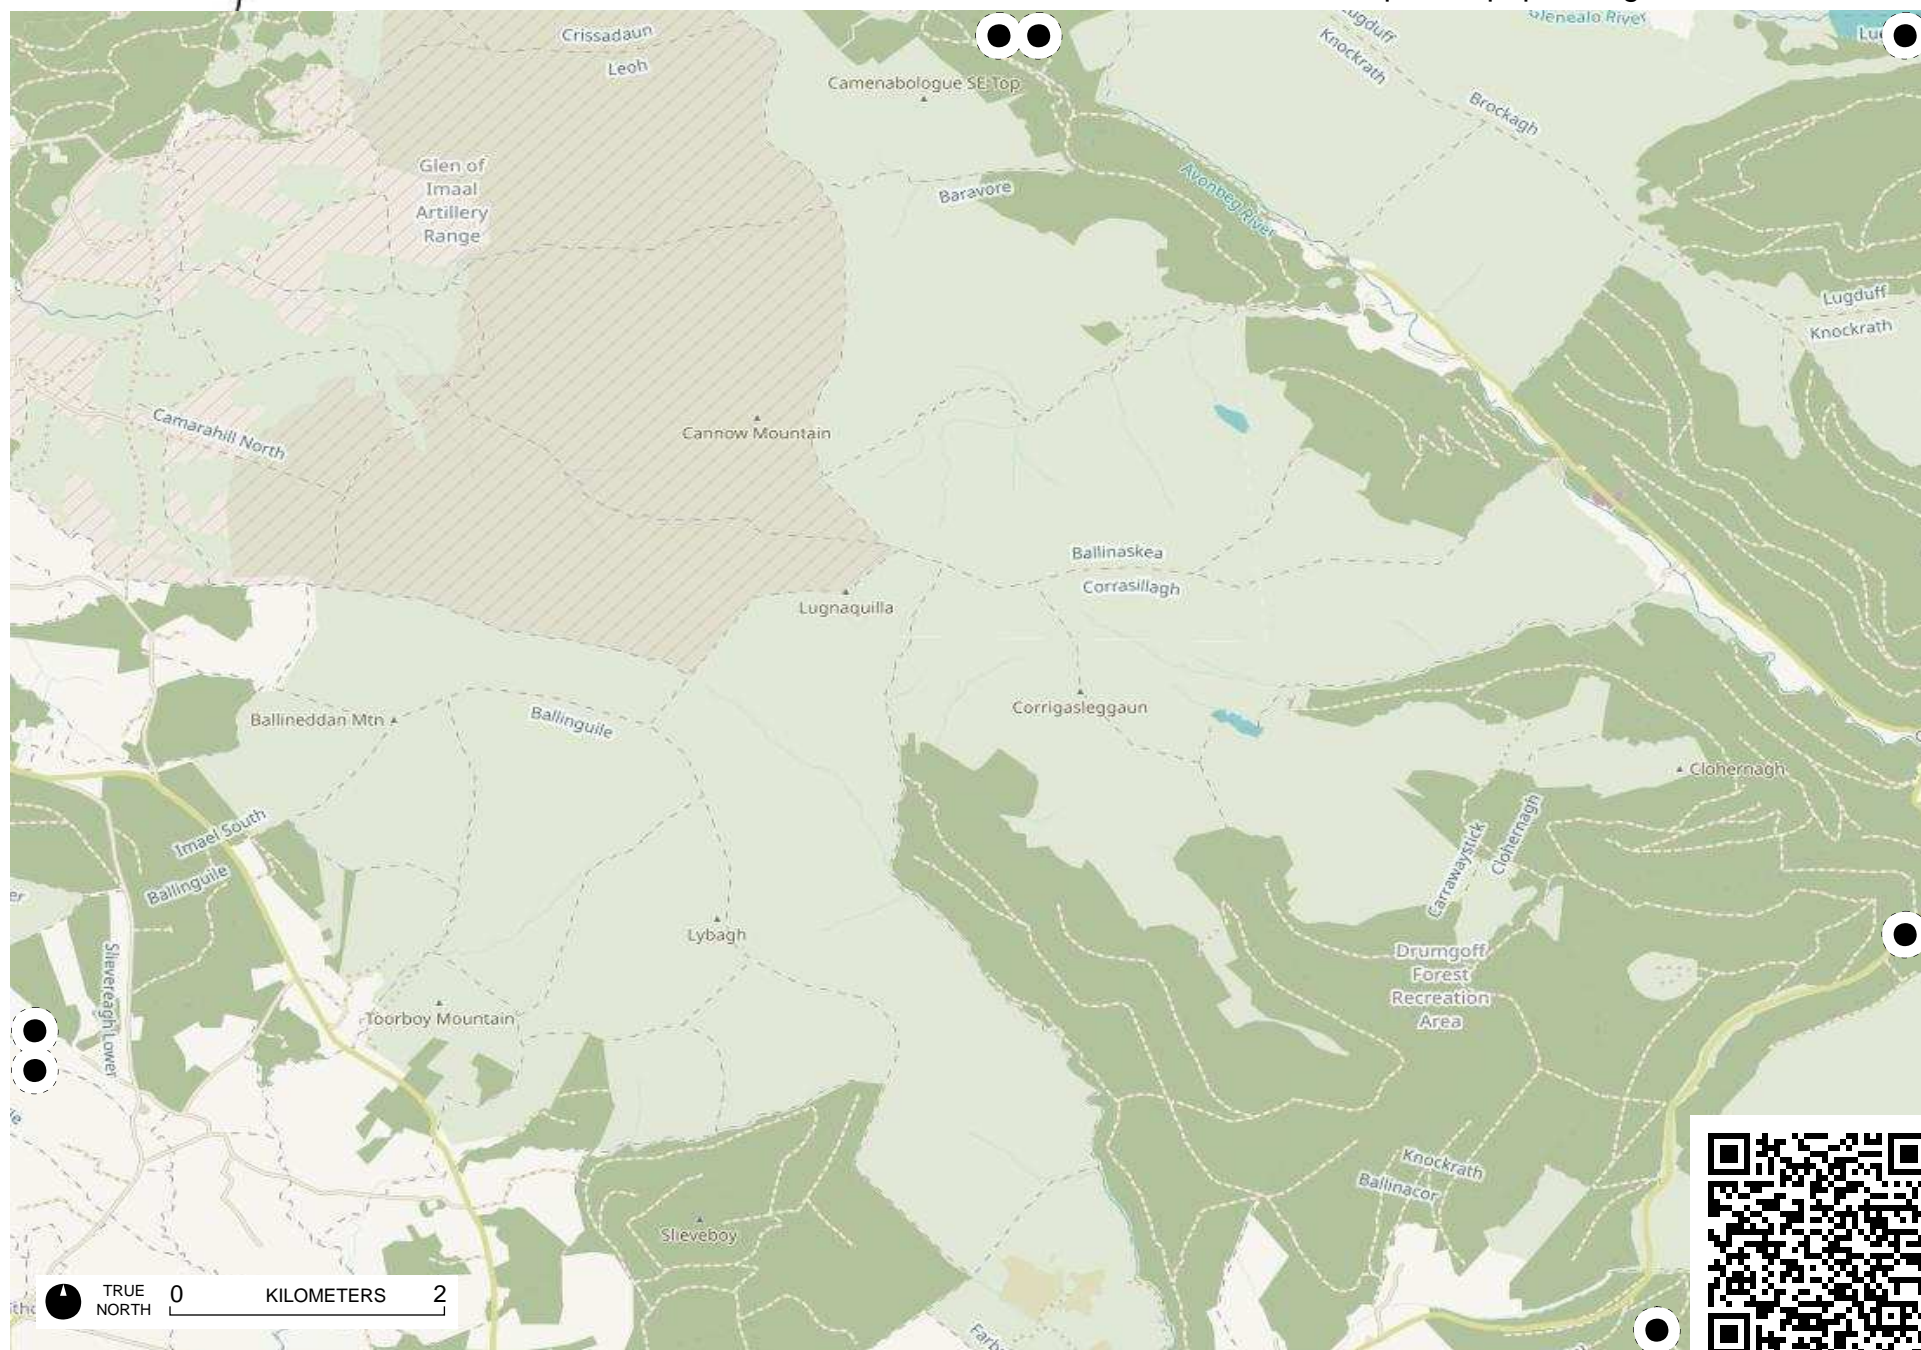 Crissadaun
Leoh
Camenabologue SE Top
Lugduff
Knockrath
Glenealo River
Brockagh
Glen of
Imaal
Artillery
Range
Baravore
Avonbeg River
Lugduff
Knockrath
Camarahill North
Cannow Mountain
Ballinaskea
Corrasillagh
Lugnaquilla
Corrigasleggaun
Ballineddan Mtn
Ballinguile
Clohernagh
Imael South
Ballinguile
Carrawaystick
Clohernagh
Lybagh
Slievereagh Lower
Drumgoff
Forest
Recreation
Area
Toorboy Mountain
Knockrath
Ballinacor
Slieveboy
TRUE
NORTH
0 KILOMETERS 2